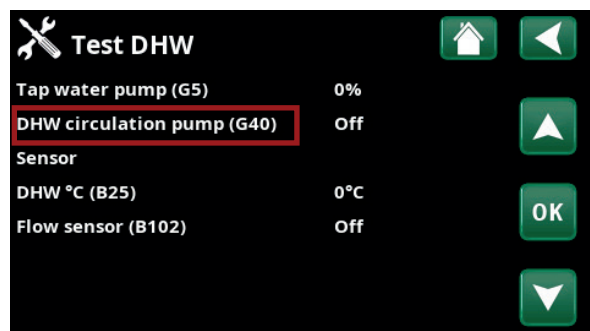 Test DHW
Tap water pump (G5) 0%
DHW circulation pump (G40) Off
Sensor
DHW °C (B25) 0°C
Flow sensor (B102) Off
OK